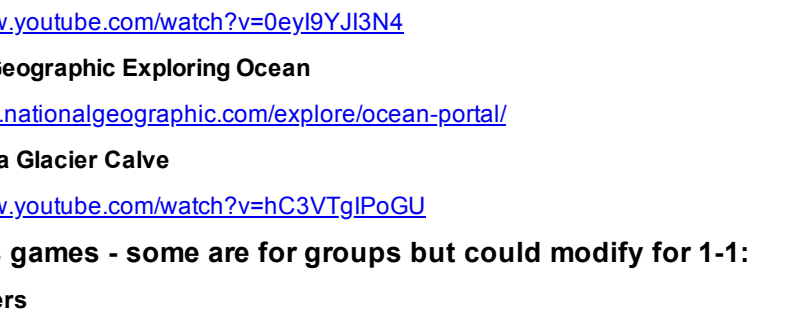 w.youtube.com/watch?v=0eyI9YJI3N4
Geographic Exploring Ocean
.nationalgeographic.com/explore/ocean-portal/
a Glacier Calve
w.youtube.com/watch?v=hC3VTgIPoGU
games - some are for groups but could modify for 1-1:
ers